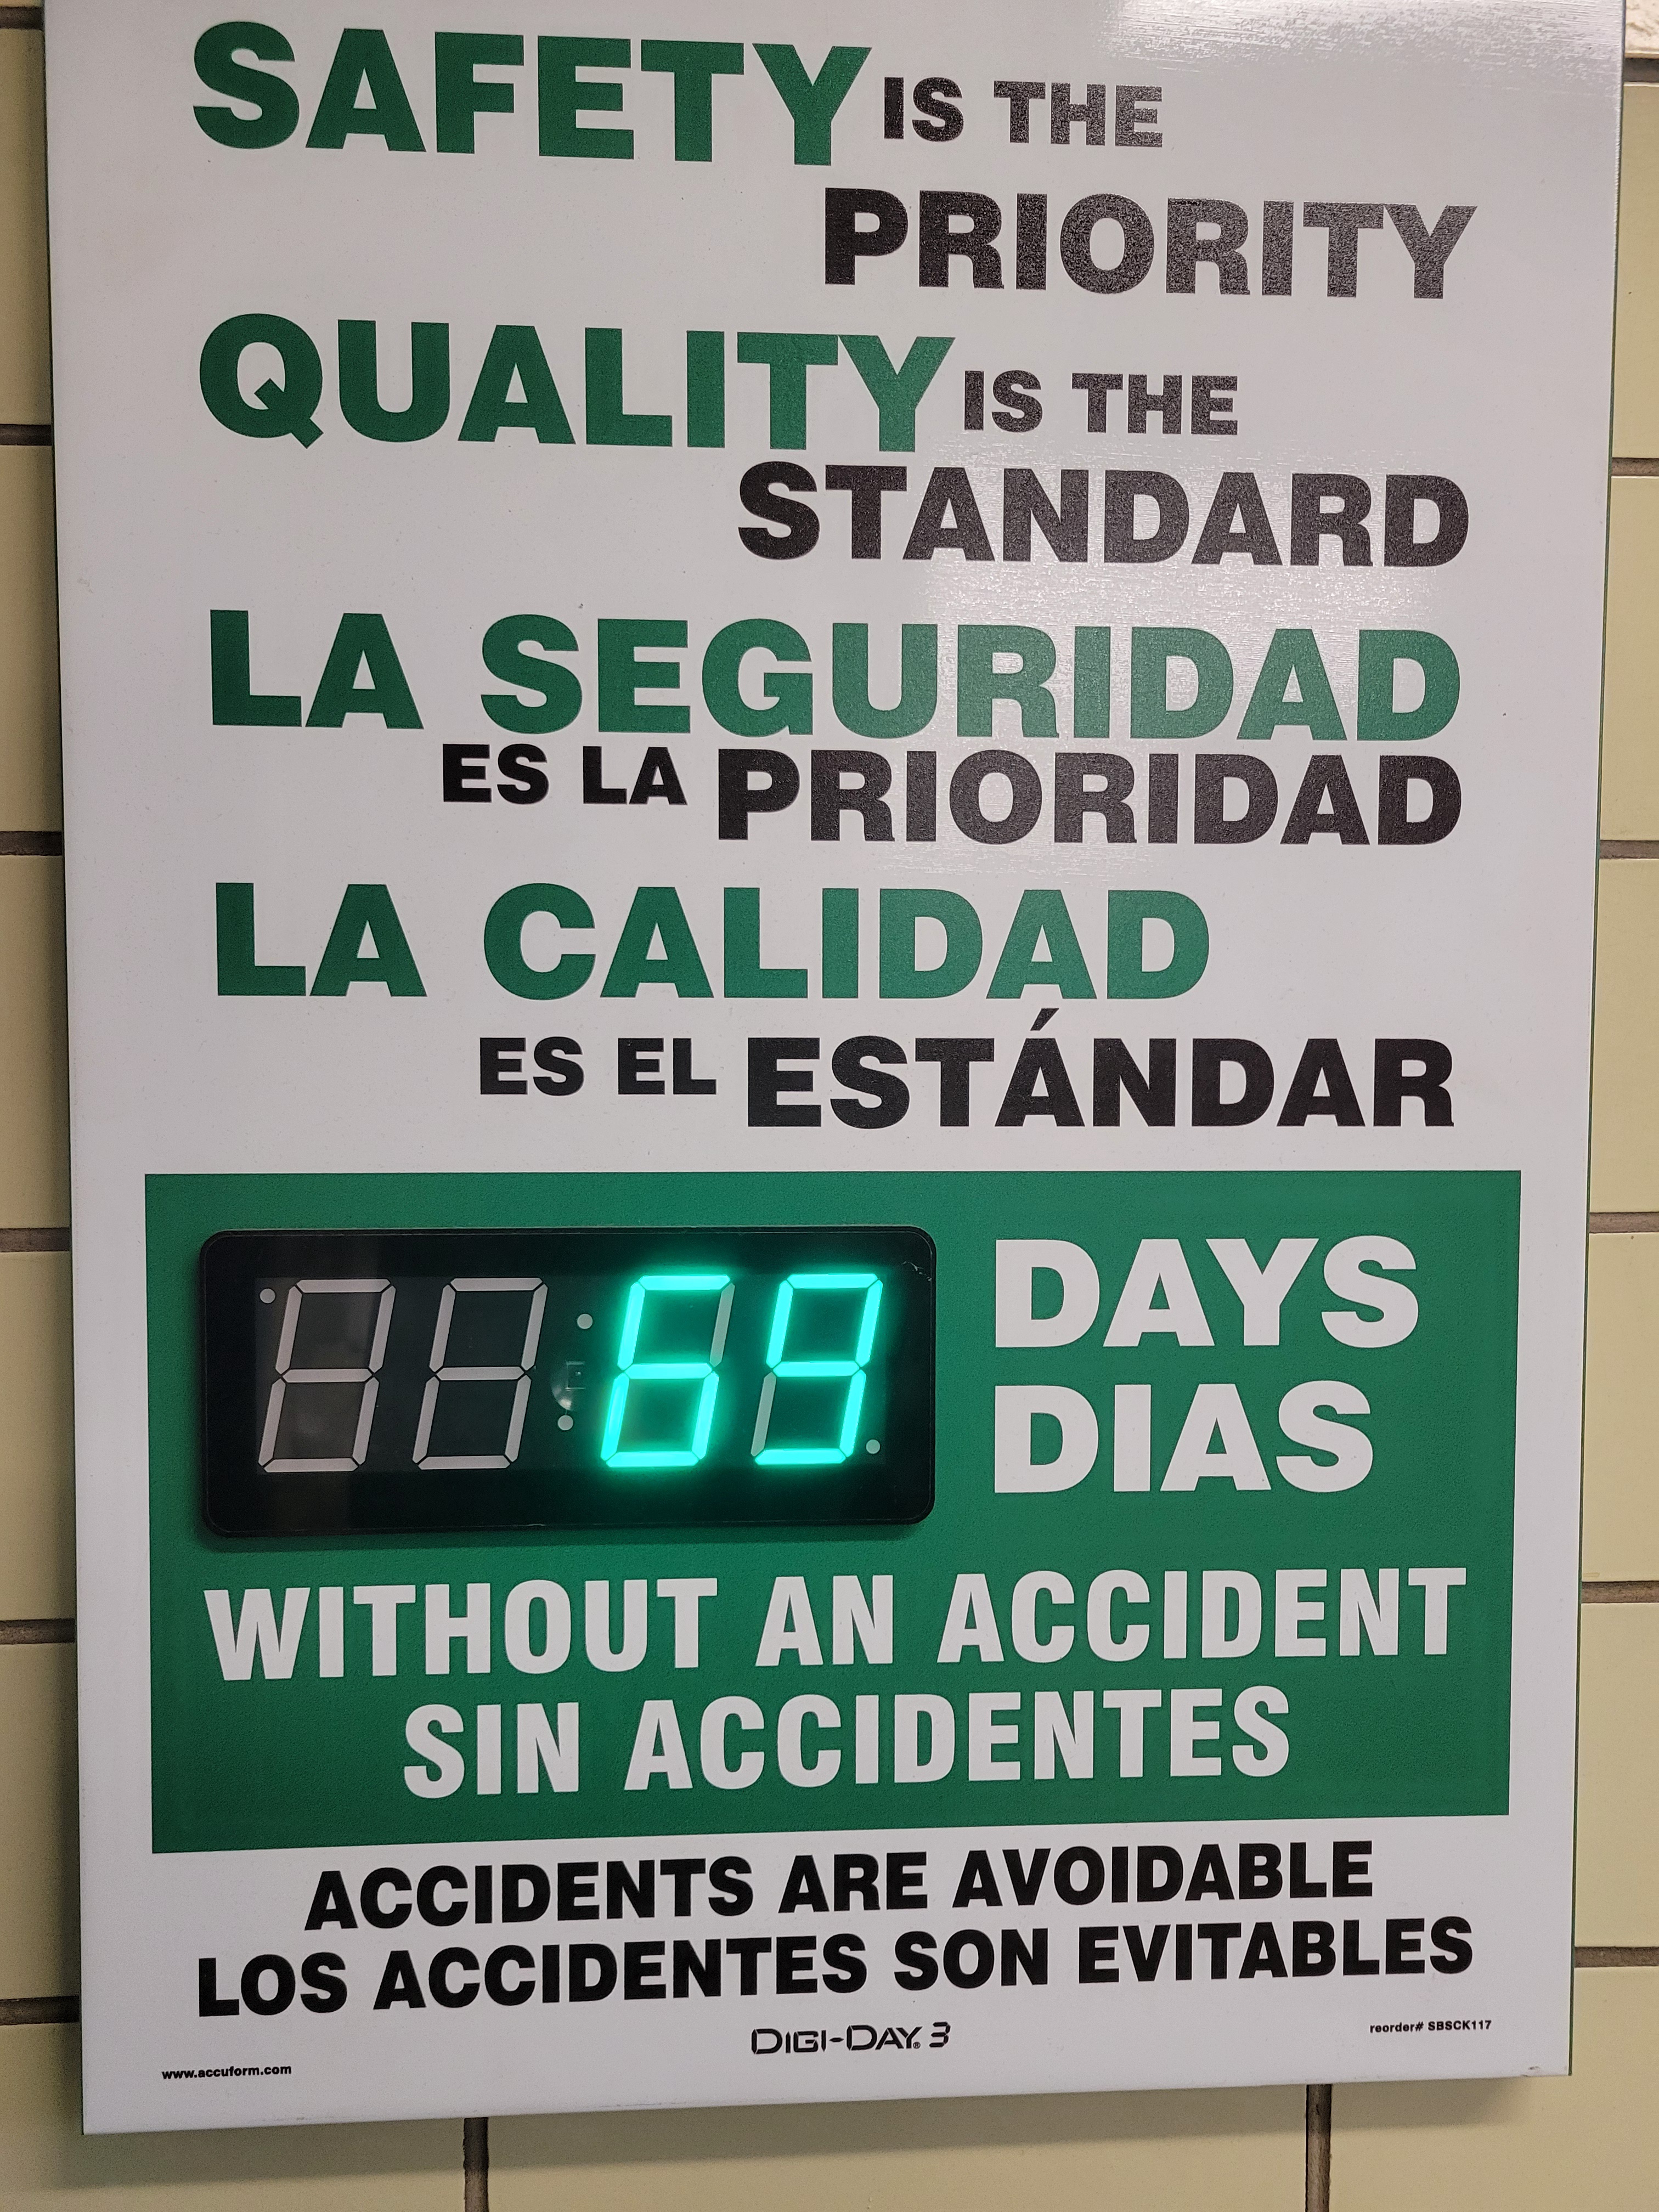 SAFETY IS THE
PRIORITY
QUALITY IS THE
STANDARD
LA SEGURIDAD
ES LA PRIORIDAD
LA CALIDAD
ES EL ESTÁNDAR
69 DAYS
DIAS
WITHOUT AN ACCIDENT
SIN ACCIDENTES
ACCIDENTS ARE AVOIDABLE
LOS ACCIDENTES SON EVITABLES
DIGI-DAY® 3
reorder# SBSCK117
www.accuform.com